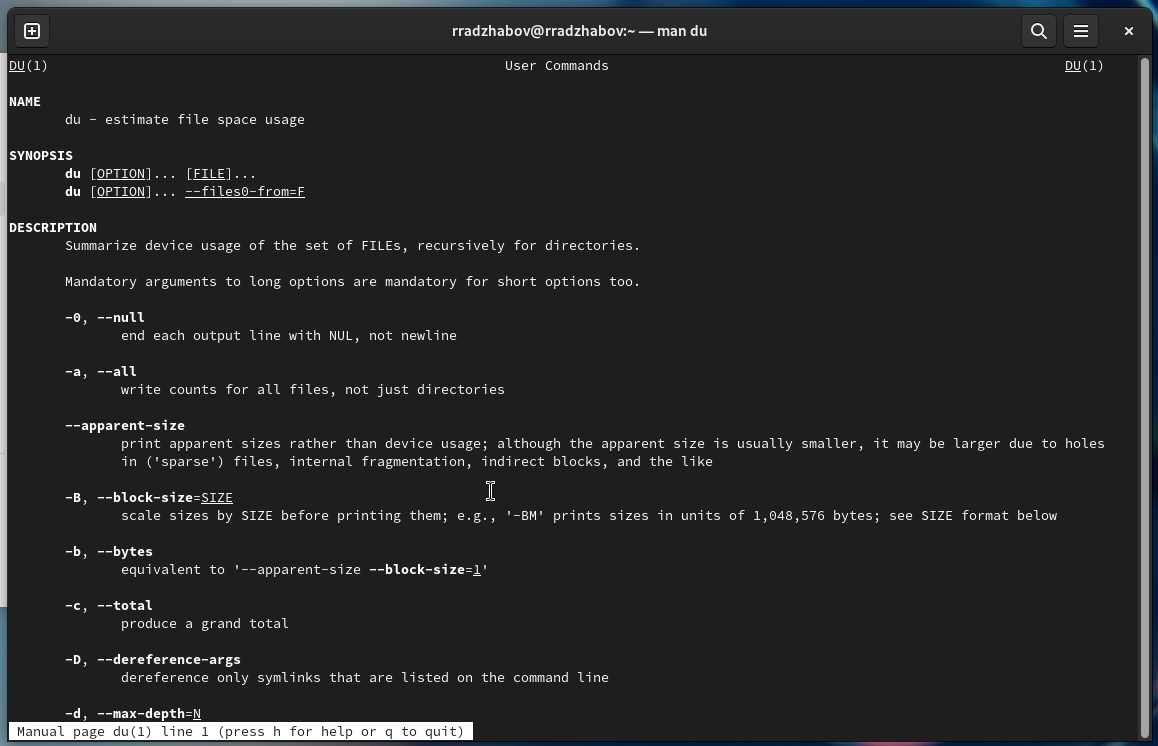 rradzhabov@rradzhabov:~ — man du
DU(1) User Commands DU(1)
NAME
du - estimate file space usage
SYNOPSIS
du [OPTION]... [FILE]...
du [OPTION]... --files0-from=F
DESCRIPTION
Summarize device usage of the set of FILEs, recursively for directories.
Mandatory arguments to long options are mandatory for short options too.
-0, --null
end each output line with NUL, not newline
-a, --all
write counts for all files, not just directories
--apparent-size
print apparent sizes rather than device usage; although the apparent size is usually smaller, it may be larger due to holes
in ('sparse') files, internal fragmentation, indirect blocks, and the like
-B, --block-size=SIZE
scale sizes by SIZE before printing them; e.g., '-BM' prints sizes in units of 1,048,576 bytes; see SIZE format below
-b, --bytes
equivalent to '--apparent-size --block-size=1'
-c, --total
produce a grand total
-D, --dereference-args
dereference only symlinks that are listed on the command line
-d, --max-depth=N
Manual page du(1) line 1 (press h for help or q to quit)